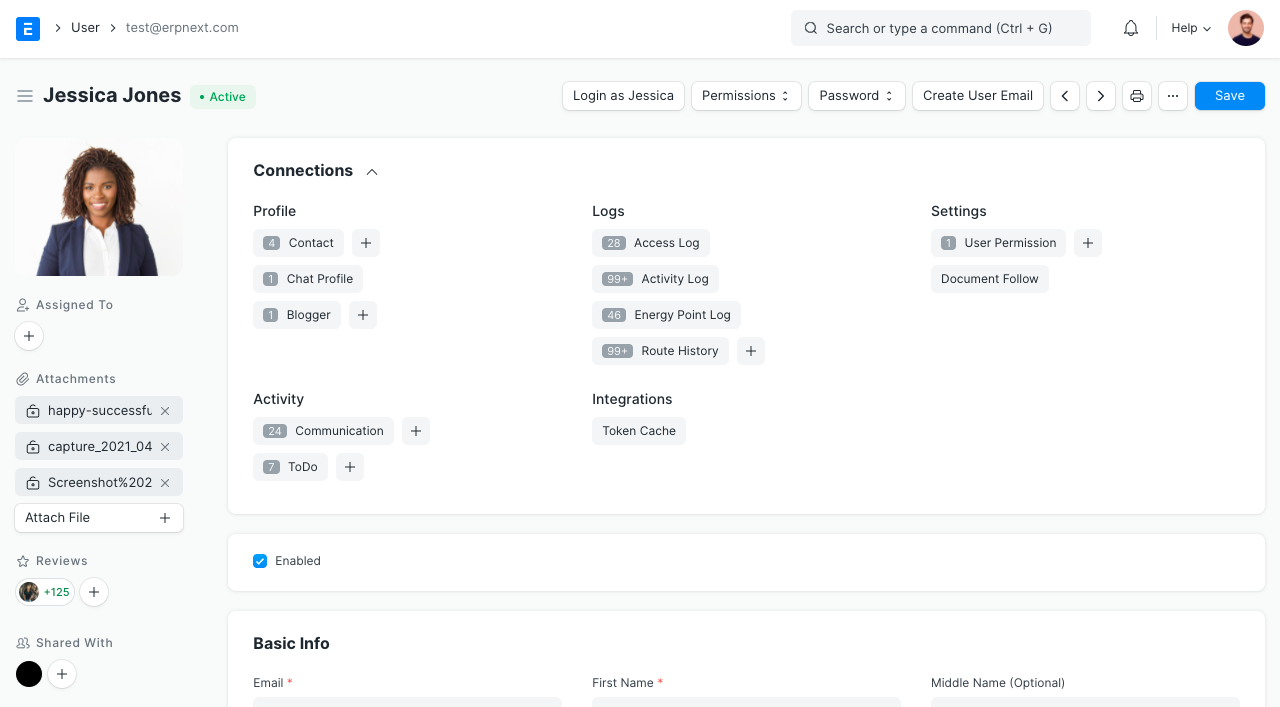 E
User
test@erpnext.com
Search or type a command (Ctrl + G)
Help
Jessica Jones
Active
Login as Jessica
Permissions
Password
Create User Email
···
Save
Assigned To
Attachments
happy-successfu
capture_2021_04
Screenshot%202
Attach File
Reviews
+125
Shared With
Connections
Profile
4 Contact
1 Chat Profile
1 Blogger
Logs
28 Access Log
99+ Activity Log
46 Energy Point Log
99+ Route History
Settings
1 User Permission
Document Follow
Activity
24 Communication
7 ToDo
Integrations
Token Cache
Enabled
Basic Info
Email *
First Name *
Middle Name (Optional)